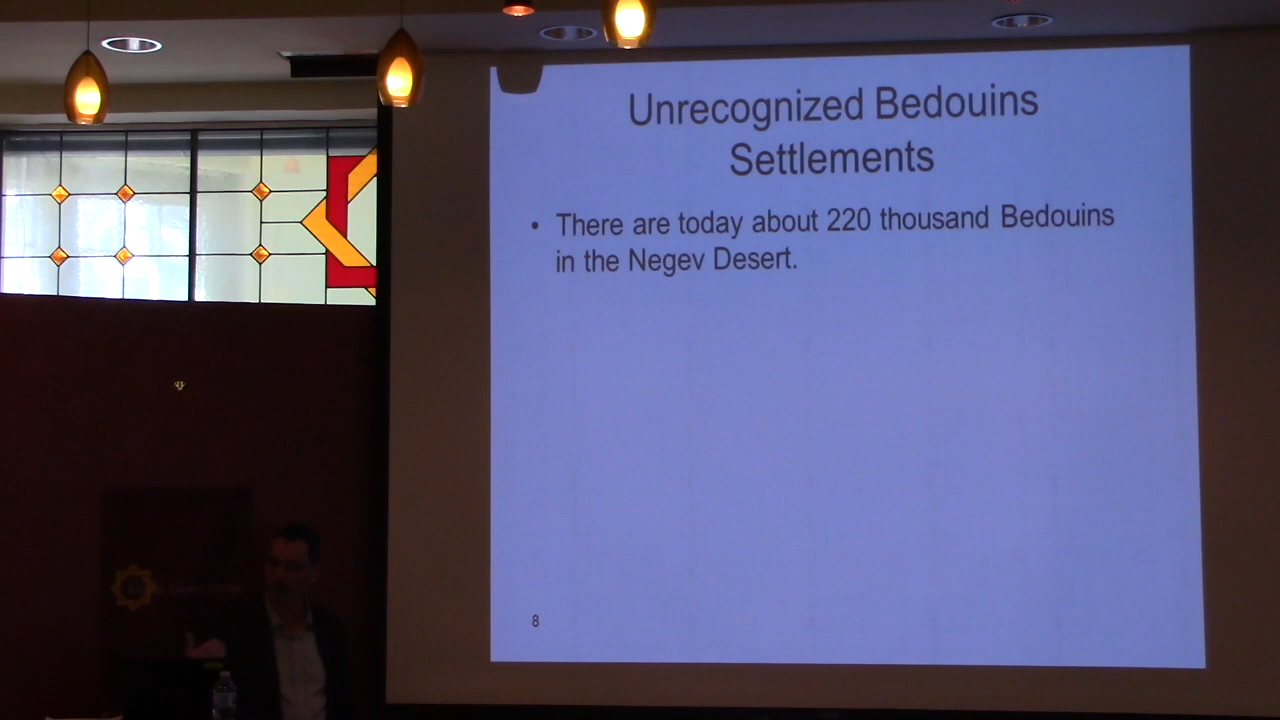 Unrecognized Bedouins
Settlements
• There are today about 220 thousand Bedouins
in the Negev Desert.
8